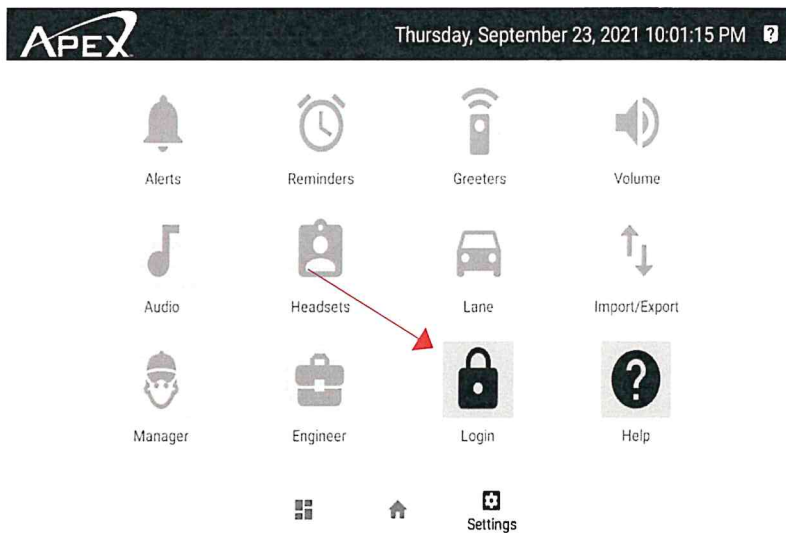 APEX
Thursday, September 23, 2021 10:01:15 PM ?
Alerts Reminders Greeters Volume
Audio Headsets Lane Import/Export
?
Manager Engineer Login Help
Settings